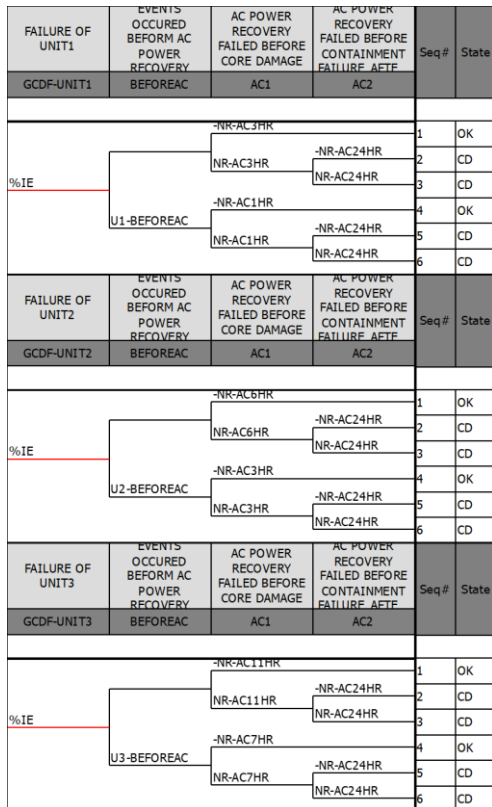 FAILURE OF
UNIT1
EVENTS
OCCURED
BEFORM AC
POWER
RECOVERY
AC POWER
RECOVERY
FAILED BEFORE
CORE DAMAGE
AC POWER
RECOVERY
FAILED BEFORE
CONTAINMENT
FAILURE AFTE
Seq#
State
GCDF-UNIT1
BEFOREAC
AC1
AC2
-NR-AC3HR
1
OK
-NR-AC24HR
2
CD
NR-AC3HR
NR-AC24HR
3
CD
%IE
-NR-AC1HR
4
OK
U1-BEFOREAC
-NR-AC24HR
5
CD
NR-AC1HR
NR-AC24HR
6
CD
FAILURE OF
UNIT2
EVENTS
OCCURED
BEFORM AC
POWER
RECOVERY
AC POWER
RECOVERY
FAILED BEFORE
CORE DAMAGE
AC POWER
RECOVERY
FAILED BEFORE
CONTAINMENT
FAILURE AFTE
Seq#
State
GCDF-UNIT2
BEFOREAC
AC1
AC2
-NR-AC6HR
1
OK
-NR-AC24HR
2
CD
NR-AC6HR
NR-AC24HR
3
CD
%IE
-NR-AC3HR
4
OK
U2-BEFOREAC
-NR-AC24HR
5
CD
NR-AC3HR
NR-AC24HR
6
CD
FAILURE OF
UNIT3
EVENTS
OCCURED
BEFORM AC
POWER
RECOVERY
AC POWER
RECOVERY
FAILED BEFORE
CORE DAMAGE
AC POWER
RECOVERY
FAILED BEFORE
CONTAINMENT
FAILURE AFTE
Seq#
State
GCDF-UNIT3
BEFOREAC
AC1
AC2
-NR-AC11HR
1
OK
-NR-AC24HR
2
CD
NR-AC11HR
NR-AC24HR
3
CD
%IE
-NR-AC7HR
4
OK
U3-BEFOREAC
-NR-AC24HR
5
CD
NR-AC7HR
NR-AC24HR
6
CD